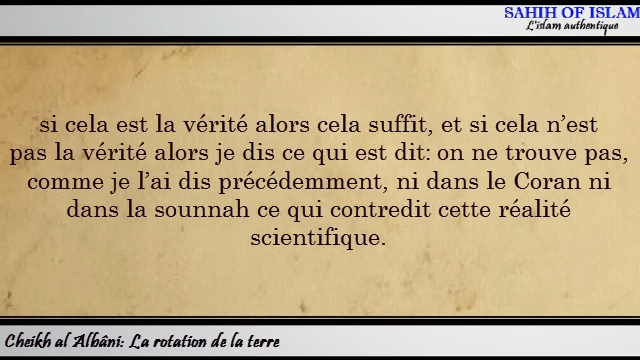 SAHIH OF ISLAM
L'islam authentique
si cela est la vérité alors cela suffit, et si cela n’est
pas la vérité alors je dis ce qui est dit: on ne trouve pas,
comme je l’ai dis précédemment, ni dans le Coran ni
dans la sounnah ce qui contredit cette réalité
scientifique.
Cheikh al Albâni: La rotation de la terre